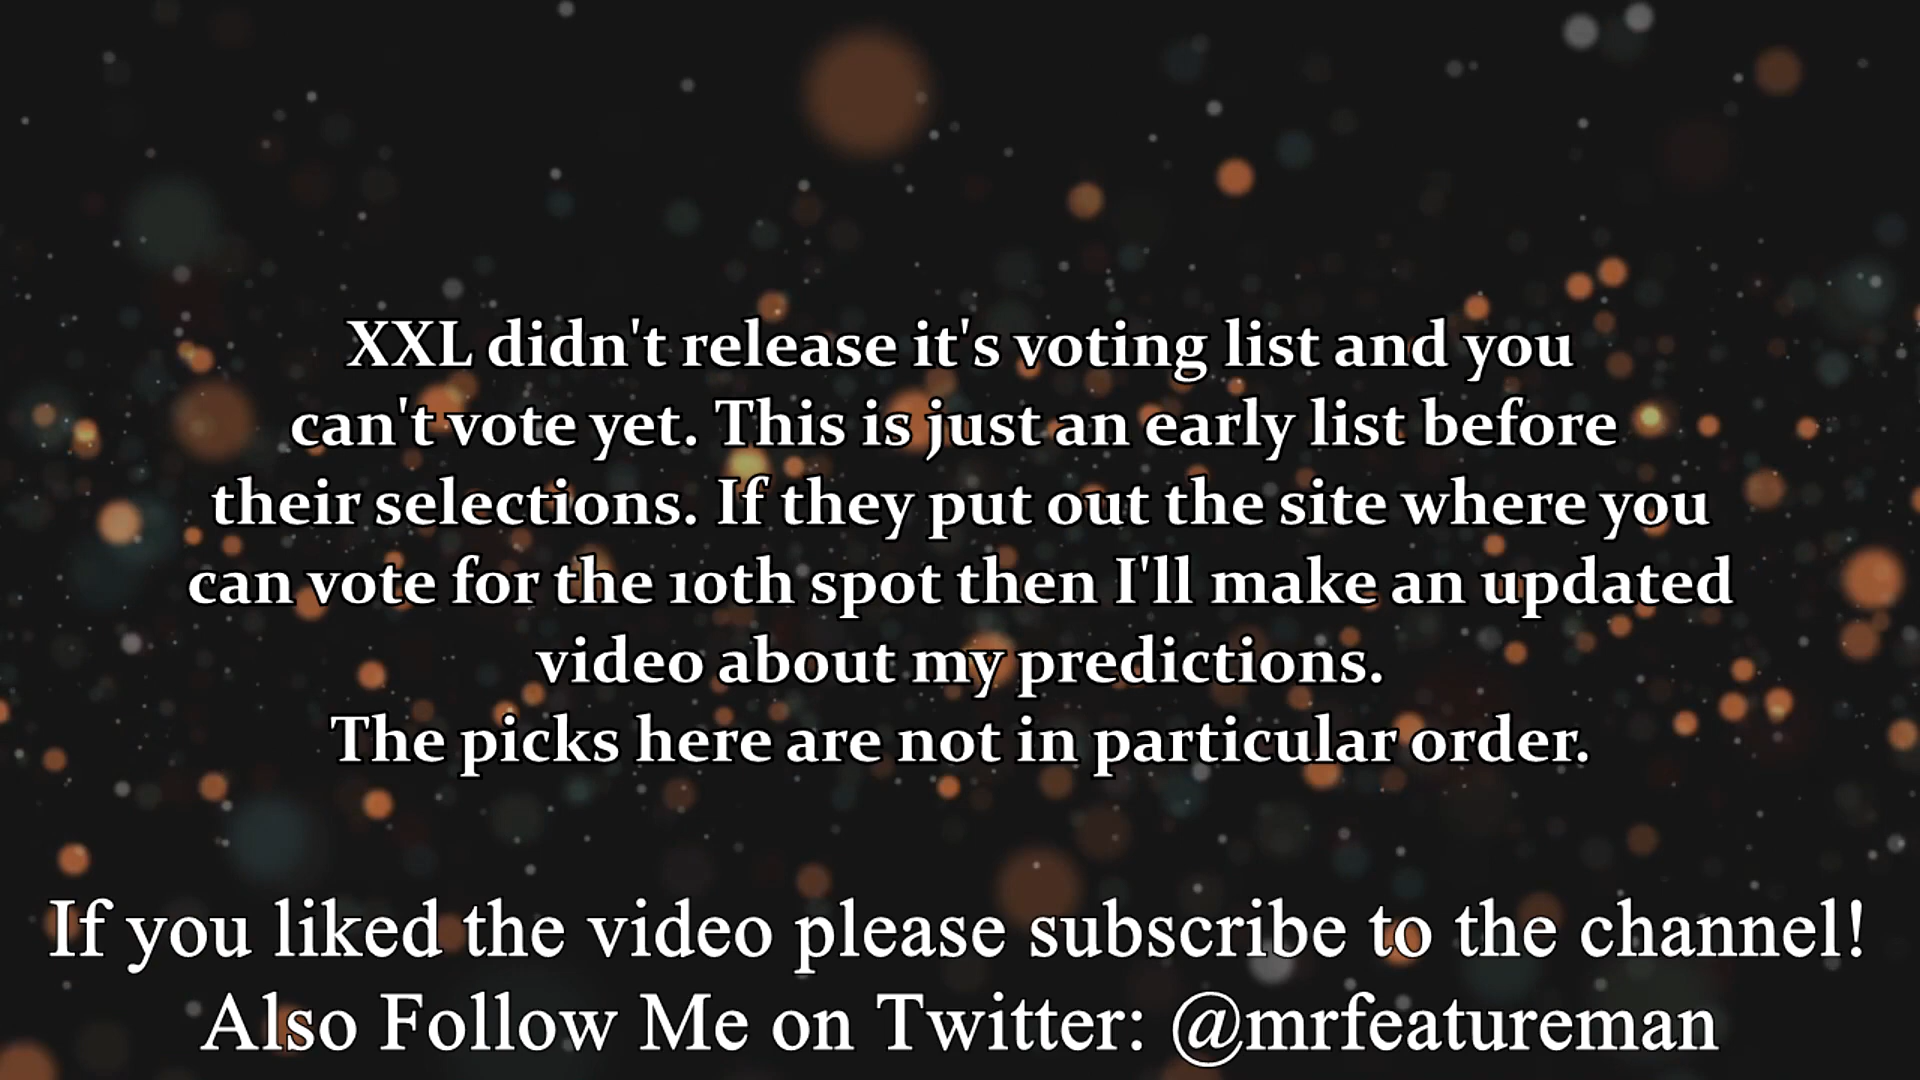 XXL didn't release it's voting list and you
can't vote yet. This is just an early list before
their selections. If they put out the site where you
can vote for the 10th spot then I'll make an updated
video about my predictions.
The picks here are not in particular order.
If you liked the video please subscribe to the channel!
Also Follow Me on Twitter: @mrfeatureman